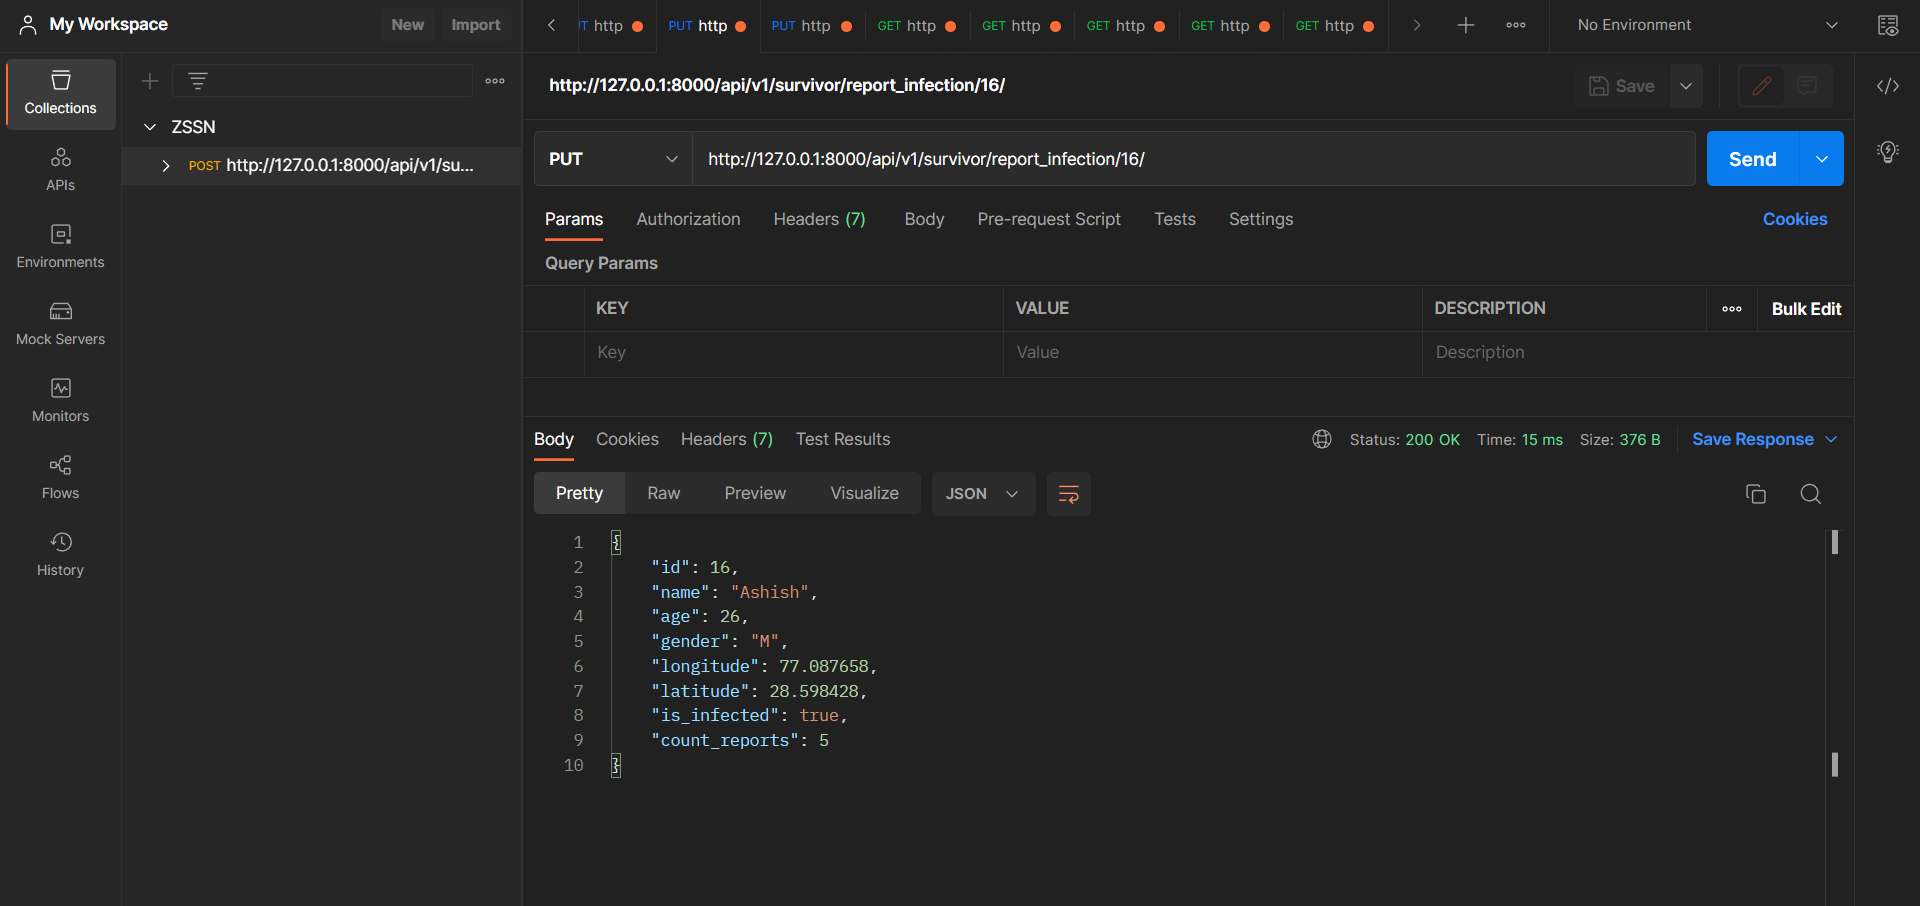 My Workspace
New
Import
T http
PUT http
PUT http
GET http
GET http
GET http
GET http
GET http
No Environment
Collections
APIs
Environments
Mock Servers
Monitors
Flows
History
ZSSN
POST http://127.0.0.1:8000/api/v1/su...
http://127.0.0.1:8000/api/v1/survivor/report_infection/16/
Save
PUT
http://127.0.0.1:8000/api/v1/survivor/report_infection/16/
Send
Params
Authorization
Headers (7)
Body
Pre-request Script
Tests
Settings
Cookies
Query Params
KEY
VALUE
DESCRIPTION
Bulk Edit
Key
Value
Description
Body
Cookies
Headers (7)
Test Results
Status: 200 OK
Time: 15 ms
Size: 376 B
Save Response
Pretty
Raw
Preview
Visualize
JSON
1 {
2 "id": 16,
3 "name": "Ashish",
4 "age": 26,
5 "gender": "M",
6 "longitude": 77.087658,
7 "latitude": 28.598428,
8 "is_infected": true,
9 "count_reports": 5
10 }